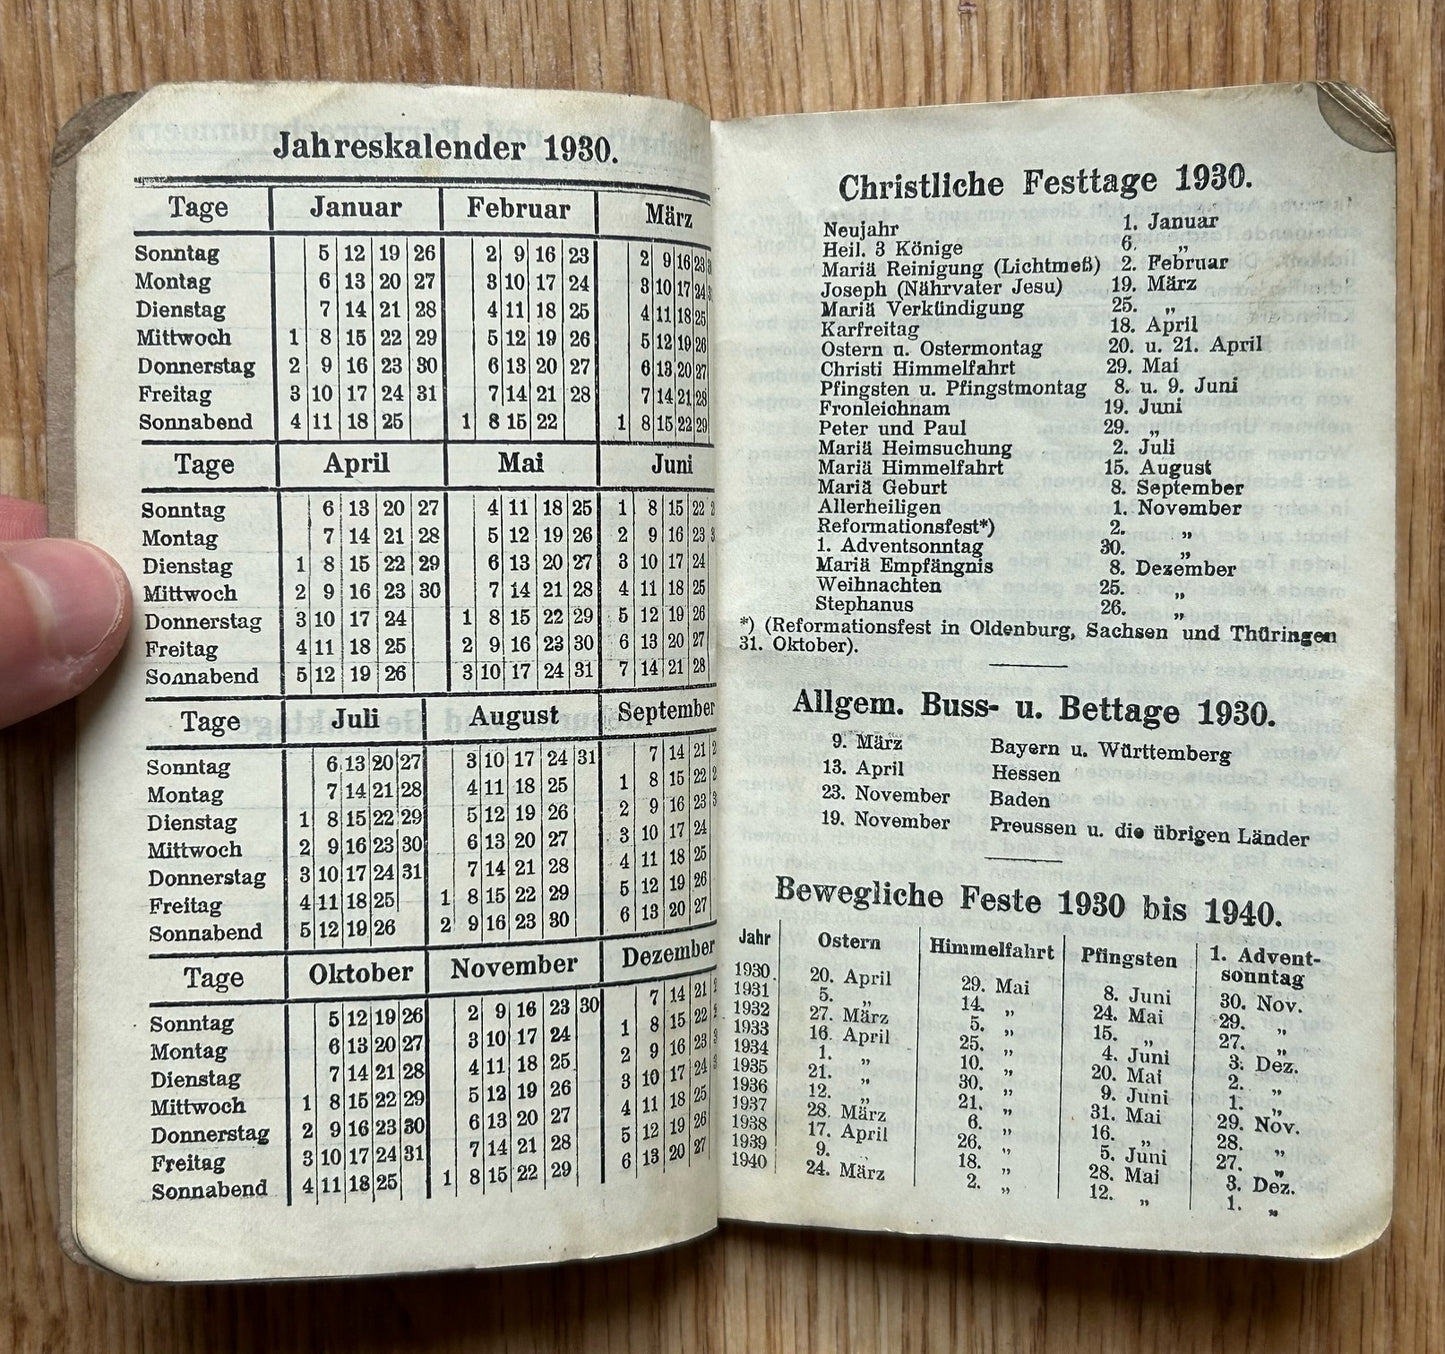 Jahreskalender 1930.
Tage Januar Februar März
Sonntag 5 12 19 26 2 9 16 23 2 9 16 23
Montag 6 13 20 27 3 10 17 24 3 10 17 24
Dienstag 7 14 21 28 4 11 18 25 4 11 18 25
Mittwoch 1 8 15 22 29 5 12 19 26 5 12 19 26
Donnerstag 2 9 16 23 30 6 13 20 27 6 13 20 27
Freitag 3 10 17 24 31 7 14 21 28 7 14 21 28
Sonnabend 4 11 18 25 1 8 15 22 1 8 15 22 29
Tage April Mai Juni
Sonntag 6 13 20 27 4 11 18 25 1 8 15 22
Montag 7 14 21 28 5 12 19 26 2 9 16 23
Dienstag 1 8 15 22 29 6 13 20 27 3 10 17 24
Mittwoch 2 9 16 23 30 7 14 21 28 4 11 18 25
Donnerstag 3 10 17 24 1 8 15 22 29 5 12 19 26
Freitag 4 11 18 25 2 9 16 23 30 6 13 20 27
Sonnabend 5 12 19 26 3 10 17 24 31 7 14 21 28
Tage Juli August September
Sonntag 6 13 20 27 3 10 17 24 31 7 14 21
Montag 7 14 21 28 4 11 18 25 1 8 15 22
Dienstag 1 8 15 22 29 5 12 19 26 2 9 16 23
Mittwoch 2 9 16 23 30 6 13 20 27 3 10 17 24
Donnerstag 3 10 17 24 31 7 14 21 28 4 11 18 25
Freitag 4 11 18 25 1 8 15 22 29 5 12 19 26
Sonnabend 5 12 19 26 2 9 16 23 30 6 13 20 27
Tage Oktober November Dezember
Sonntag 5 12 19 26 2 9 16 23 30 7 14 21
Montag 6 13 20 27 3 10 17 24 1 8 15 22
Dienstag 7 14 21 28 4 11 18 25 2 9 16 23
Mittwoch 1 8 15 22 29 5 12 19 26 3 10 17 24
Donnerstag 2 9 16 23 30 6 13 20 27 4 11 18 25
Freitag 3 10 17 24 31 7 14 21 28 5 12 19 26
Sonnabend 4 11 18 25 1 8 15 22 29 6 13 20 27
Christliche Festtage 1930.
Neujahr 1. Januar
Heil. 3 Könige 6. „
Mariä Reinigung (Lichtmeß) 2. Februar
Joseph (Nährvater Jesu) 19. März
Mariä Verkündigung 25. „
Karfreitag 18. April
Ostern u. Ostermontag 20. u. 21. April
Christi Himmelfahrt 29. Mai
Pfingsten u. Pfingstmontag 8. u. 9. Juni
Fronleichnam 19. Juni
Peter und Paul 29. „
Mariä Heimsuchung 2. Juli
Mariä Himmelfahrt 15. August
Mariä Geburt 8. September
Allerheiligen 1. November
Reformationsfest*) 2. „
1. Adventsonntag 30. „
Mariä Empfängnis 8. Dezember
Weihnachten 25. „
Stephanus 26. „
*) (Reformationsfest in Oldenburg, Sachsen und Thüringen
31. Oktober).
Allgem. Buss- u. Bettage 1930.
9. März Bayern u. Württemberg
13. April Hessen
23. November Baden
19. November Preussen u. die übrigen Länder
Bewegliche Feste 1930 bis 1940.
Jahr Ostern Himmelfahrt Pfingsten 1. Advent-
sonntag
1930 20. April 29. Mai 8. Juni 30. Nov.
1931 5. „ 14. „ 24. Mai 29. „
1932 27. März 5. „ 15. „ 27. „
1933 16. April 25. „ 4. Juni 3. Dez.
1934 1. „ 10. „ 20. Mai 2. „
1935 21. „ 30. „ 9. Juni 1. „
1936 12. „ 21. „ 31. Mai 29. Nov.
1937 28. März 6. „ 16. „ 28. „
1938 17. April 26. „ 5. Juni 27. „
1939 9. „ 18. „ 28. Mai 3. Dez.
1940 24. März 2. „ 12. „ 1. „